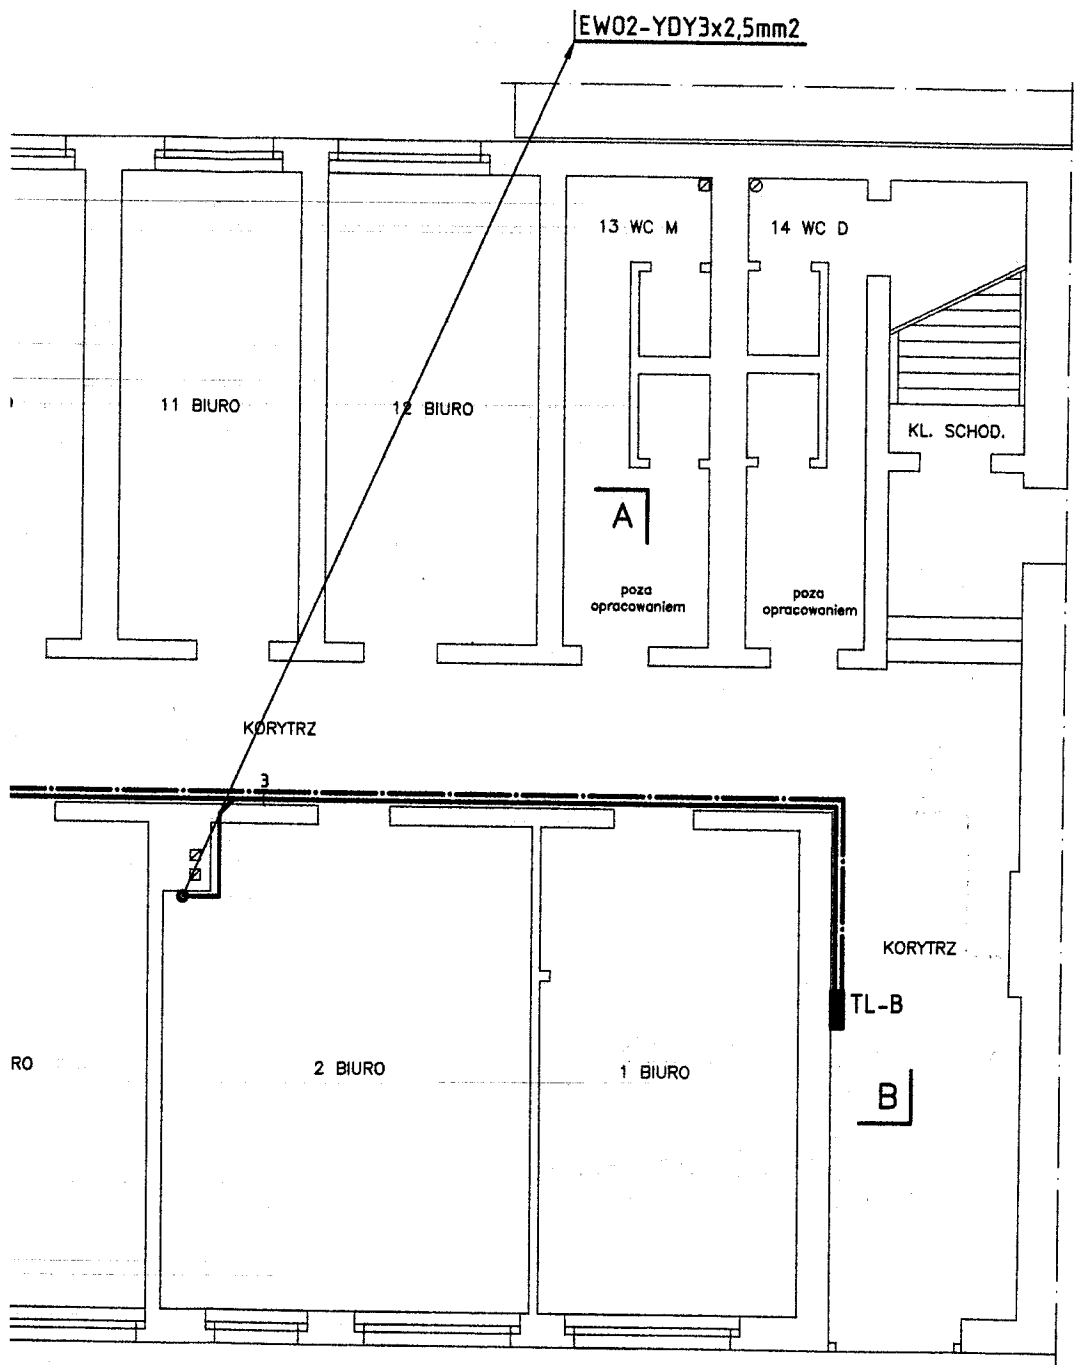 EW02-YDY3x2,5mm2
13 WC M
14 WC D
11 BIURO
12 BIURO
KL. SCHOD.
A
poza
opracowaniem
poza
opracowaniem
KORYTRZ
3
KORYTRZ
TL-B
RO
2 BIURO
1 BIURO
B